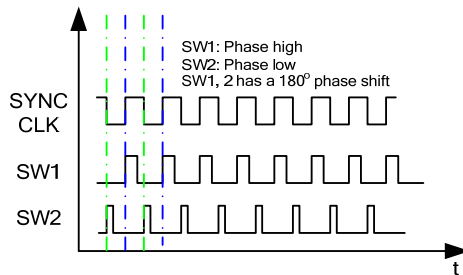 SW1: Phase high
SW2: Phase low
SW1, 2 has a 180° phase shift
SYNC
CLK
SW1
SW2
t